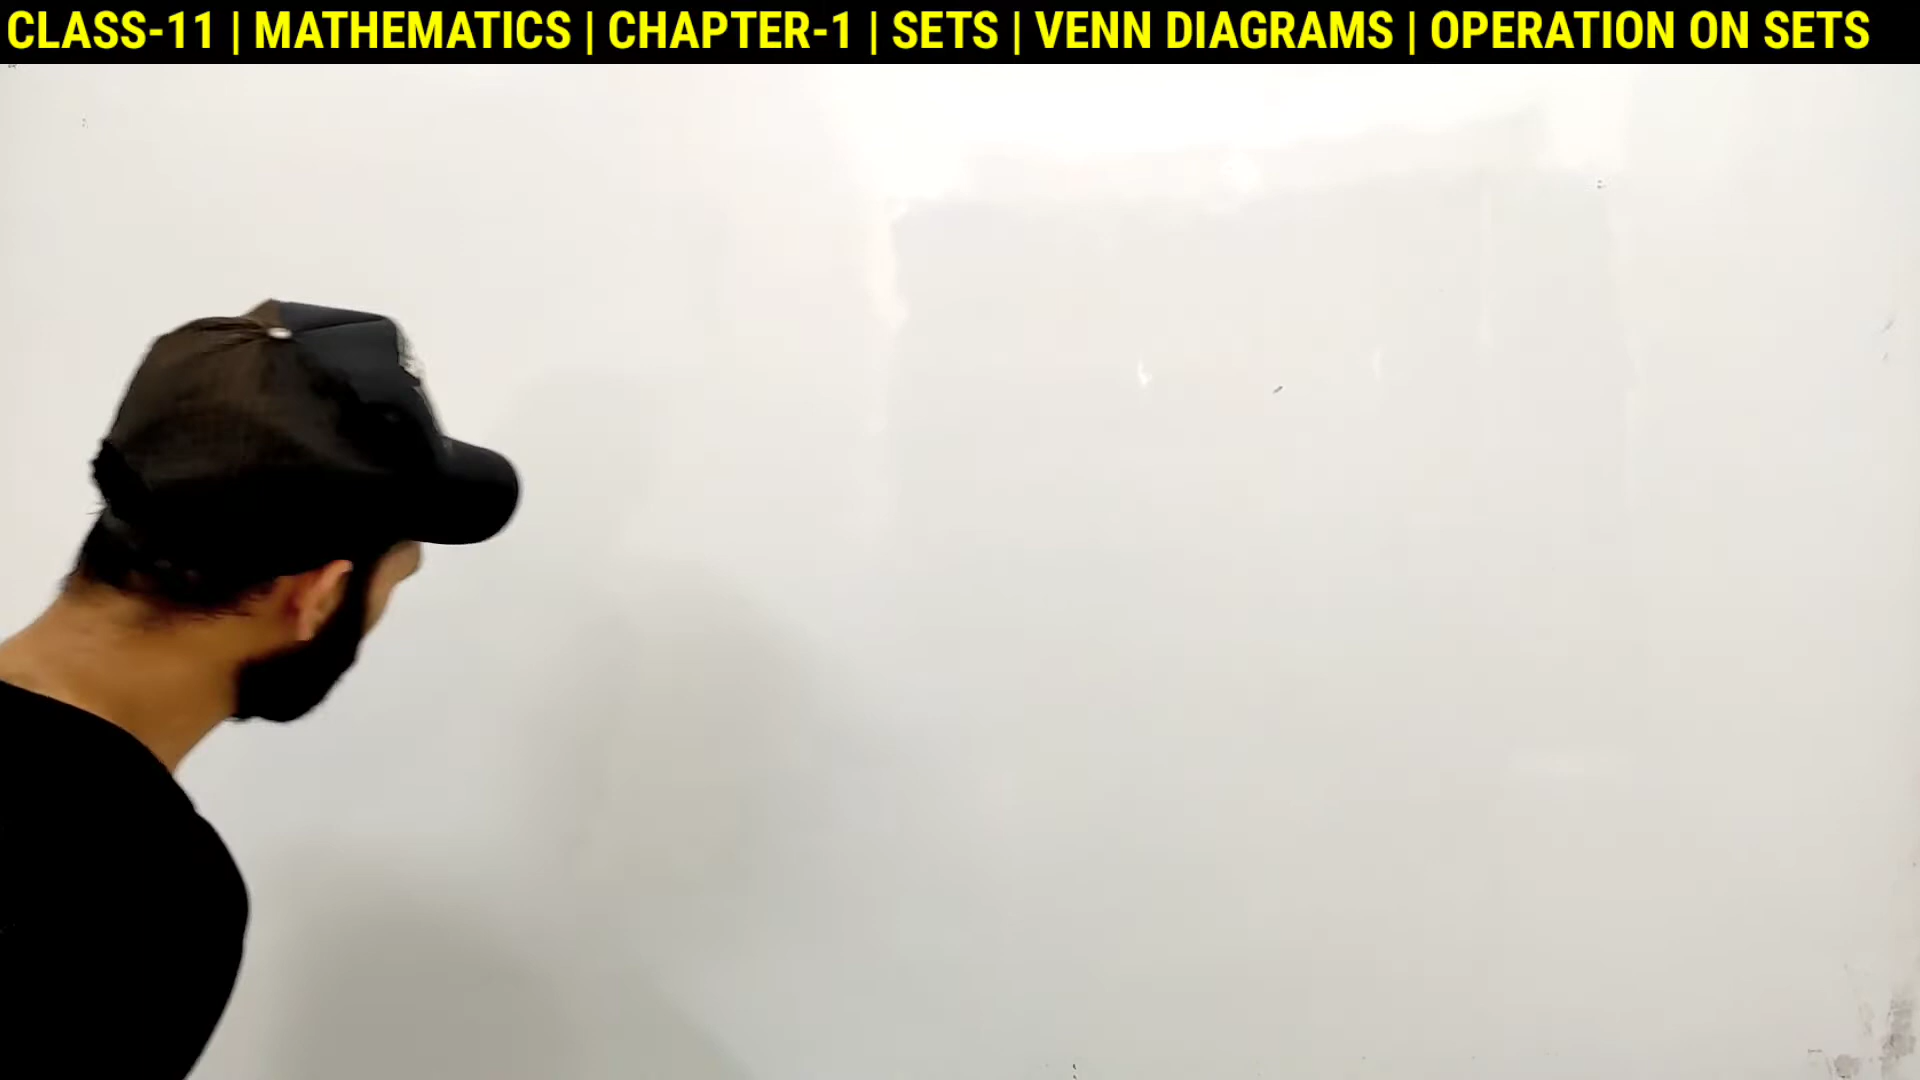 CLASS-11 | MATHEMATICS | CHAPTER-1 | SETS | VENN DIAGRAMS | OPERATION ON SETS